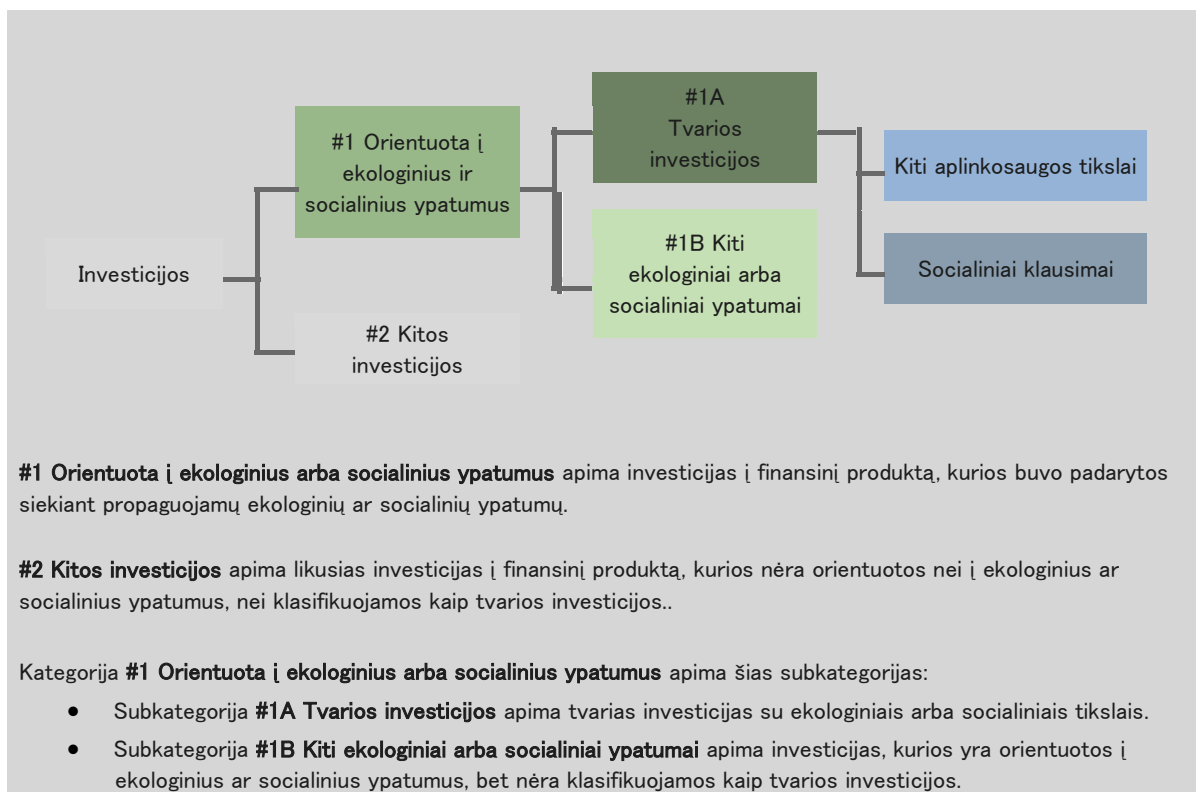 #1A
Tvarios
investicijos
#1 Orientuota į
ekologinius ir
socialinius ypatumus
Kiti aplinkosaugos tikslai
#1B Kiti
ekologiniai arba
socialiniai ypatumai
Investicijos
Socialiniai klausimai
#2 Kitos
investicijos
#1 Orientuota į ekologinius arba socialinius ypatumus apima investicijas į finansinį produktą, kurios buvo padarytos
siekiant propaguojamų ekologinių ar socialinių ypatumų.
#2 Kitos investicijos apima likusias investicijas į finansinį produktą, kurios nėra orientuotos nei į ekologinius ar
socialinius ypatumus, nei klasifikuojamos kaip tvarios investicijos..
Kategorija #1 Orientuota į ekologinius arba socialinius ypatumus apima šias subkategorijas:
● Subkategorija #1A Tvarios investicijos apima tvarias investicijas su ekologiniais arba socialiniais tikslais.
● Subkategorija #1B Kiti ekologiniai arba socialiniai ypatumai apima investicijas, kurios yra orientuotos į
ekologinius ar socialinius ypatumus, bet nėra klasifikuojamos kaip tvarios investicijos.